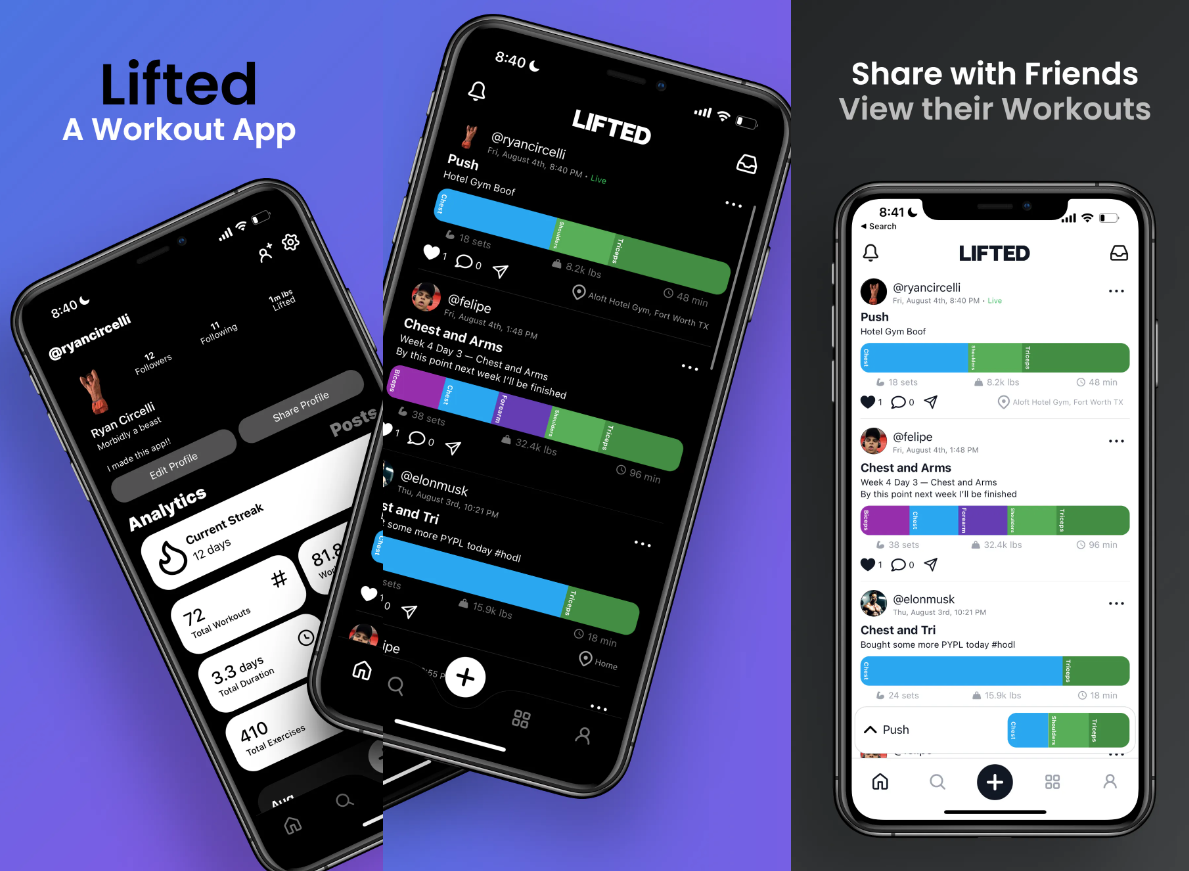 Lifted
A Workout App
8:40
@ryancircelli
12
Followers
11
Following
1m lbs
Lifted
Ryan Circelli
Morbidly a beast
I made this app!!
Edit Profile
Share Profile
Posts
Analytics
Current Streak
12 days
72
Total Workouts
81.8
3.3 days
Total Duration
410
Total Exercises
Aug
8:40
LIFTED
@ryancircelli
Fri, August 4th, 8:40 PM • Live
Push
Hotel Gym Boof
Chest
Shoulders
Triceps
18 sets
8.2k lbs
48 min
1
0
Aloft Hotel Gym, Fort Worth TX
@felipe
Fri, August 4th, 1:48 PM
Chest and Arms
Week 4 Day 3 — Chest and Arms
By this point next week I'll be finished
Biceps
Chest
Forearm
Shoulders
Triceps
38 sets
32.4k lbs
96 min
1
0
@elonmusk
Thu, August 3rd, 10:21 PM
st and Tri
some more PYPL today #hodl
Chest
Triceps
sets
15.9k lbs
18 min
1
0
Home
ipe
Share with Friends
View their Workouts
8:41
Search
LIFTED
@ryancircelli
Fri, August 4th, 8:40 PM • Live
Push
Hotel Gym Boof
Chest
Shoulders
Triceps
18 sets
8.2k lbs
48 min
1
0
Aloft Hotel Gym, Fort Worth TX
@felipe
Fri, August 4th, 1:48 PM
Chest and Arms
Week 4 Day 3 — Chest and Arms
By this point next week I'll be finished
Biceps
Chest
Forearm
Shoulders
Triceps
38 sets
32.4k lbs
96 min
1
0
@elonmusk
Thu, August 3rd, 10:21 PM
Chest and Tri
Bought some more PYPL today #hodl
Chest
Triceps
24 sets
15.9k lbs
18 min
Push
Chest
Shoulders
Triceps